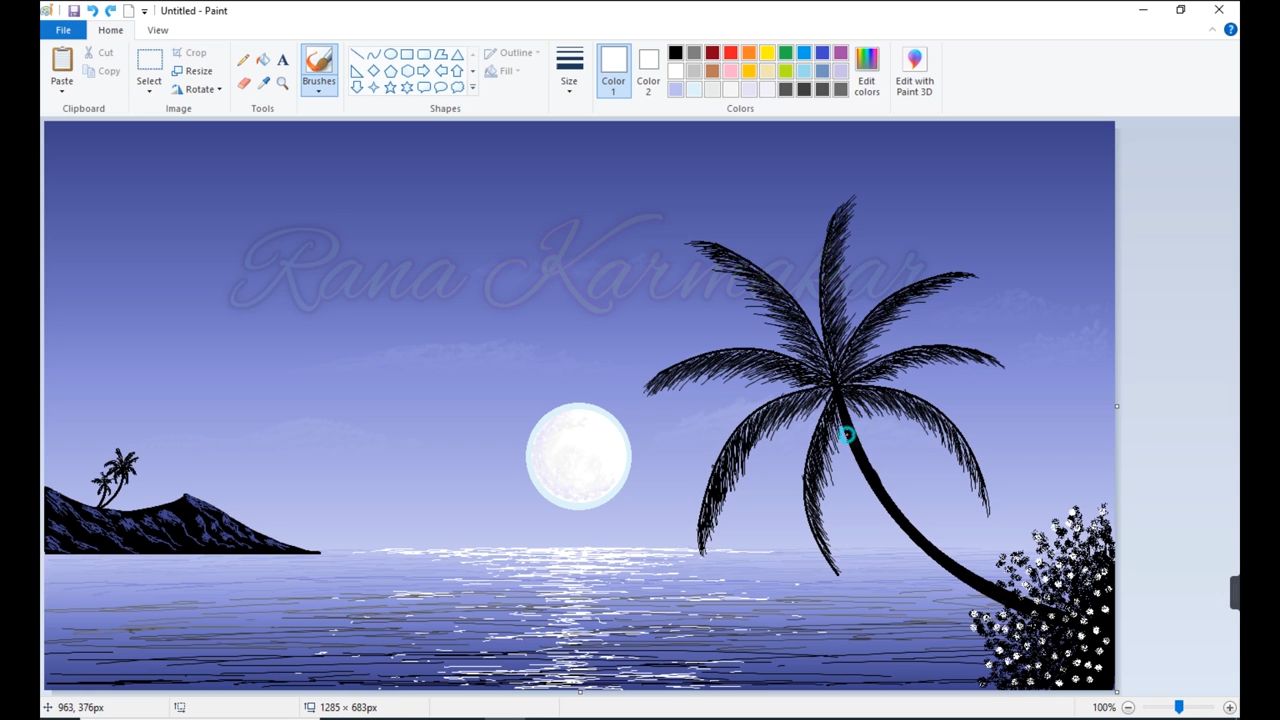 Untitled - Paint
File Home View
Paste Cut Copy Select Crop Resize Rotate Brushes Outline Fill Size Color 1 Color 2 Edit colors Edit with Paint 3D
Clipboard Image Tools Shapes Colors
Rana Karmakar
963, 376px 1285 × 683px 100%